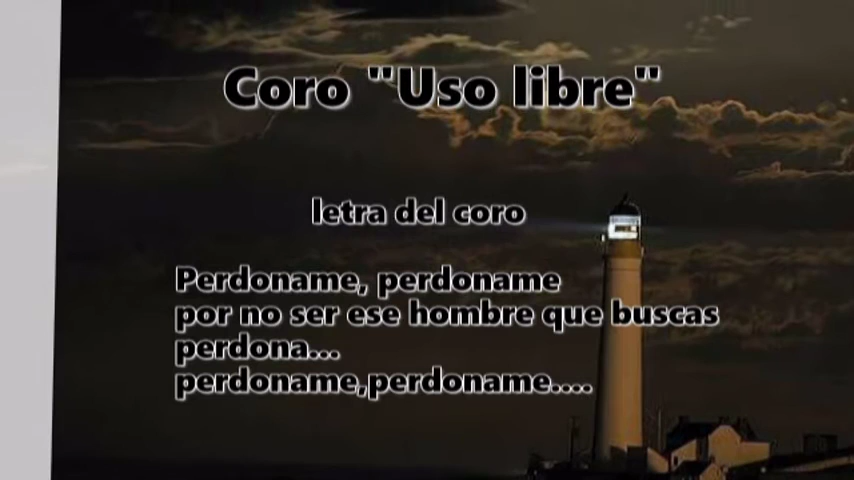 Coro "Uso libre"
letra del coro
Perdoname, perdoname
por no ser ese hombre que buscas
perdona...
perdoname,perdoname....